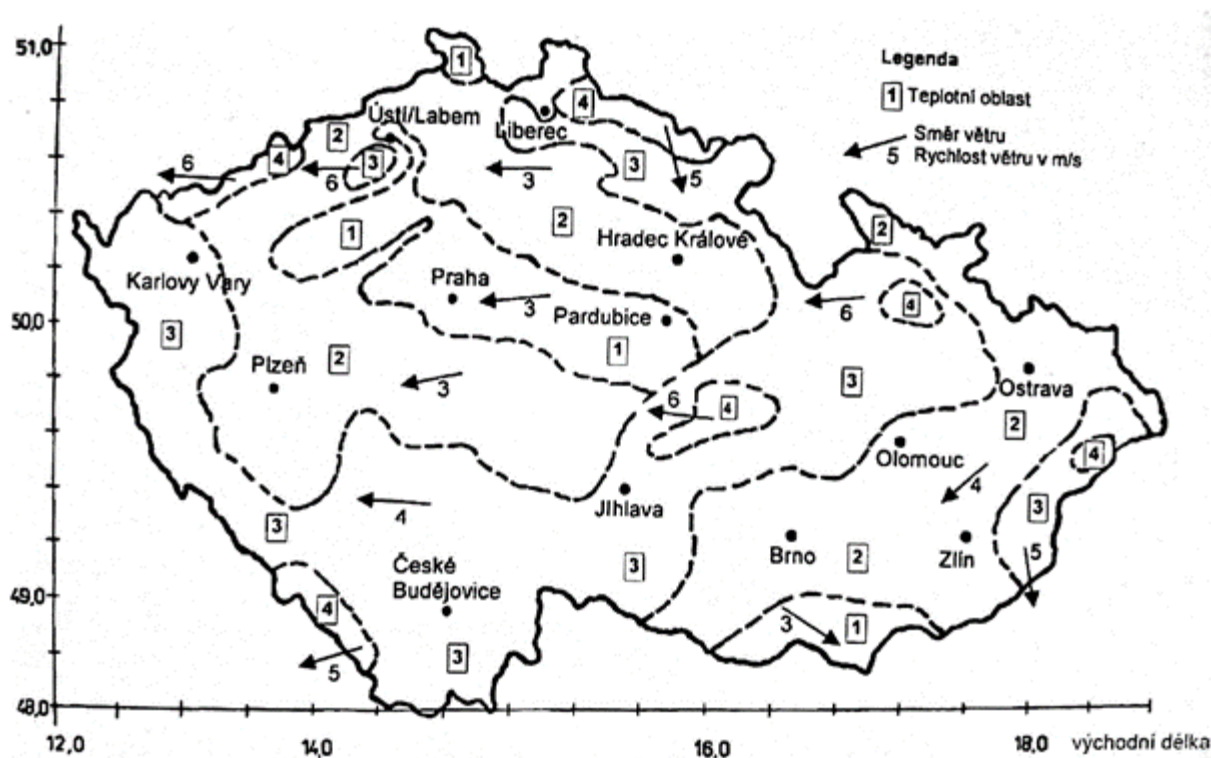 51,0
1
Legenda
1 Teplotní oblast
Směr větru
5 Rychlost větru v m/s
2
Ústí/Labem
4
Liberec
4
3
6
6
3
3
5
2
1
2
Hradec Králové
Karlovy Vary
Praha
3
Pardubice
50,0
6
4
3
2
1
Plzeň
3
6
4
3
Ostrava
2
4
Olomouc
4
Jlhlava
4
3
3
5
3
Brno
2
Zlín
České
Budějovice
49,0
4
3
1
5
3
48,0
12,0
14,0
16,0
18,0
východní délka